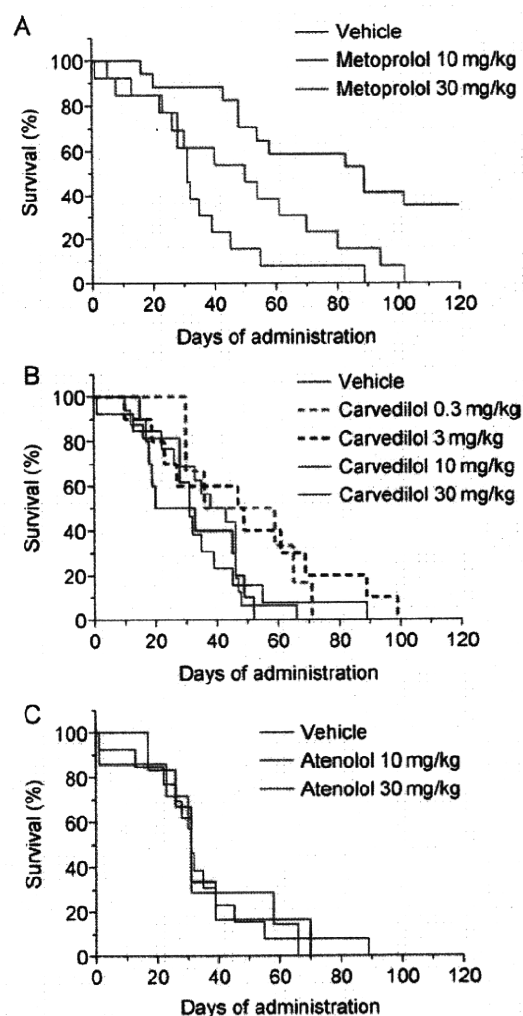 A
Vehicle
Metoprolol 10 mg/kg
Metoprolol 30 mg/kg
Survival (%)
100
80
60
40
20
0
0 20 40 60 80 100 120
Days of administration
B
Vehicle
Carvedilol 0.3 mg/kg
Carvedilol 3 mg/kg
Carvedilol 10 mg/kg
Carvedilol 30 mg/kg
Survival (%)
100
80
60
40
20
0
0 20 40 60 80 100 120
Days of administration
C
Vehicle
Atenolol 10 mg/kg
Atenolol 30 mg/kg
Survival (%)
100
80
60
40
20
0
0 20 40 60 80 100 120
Days of administration